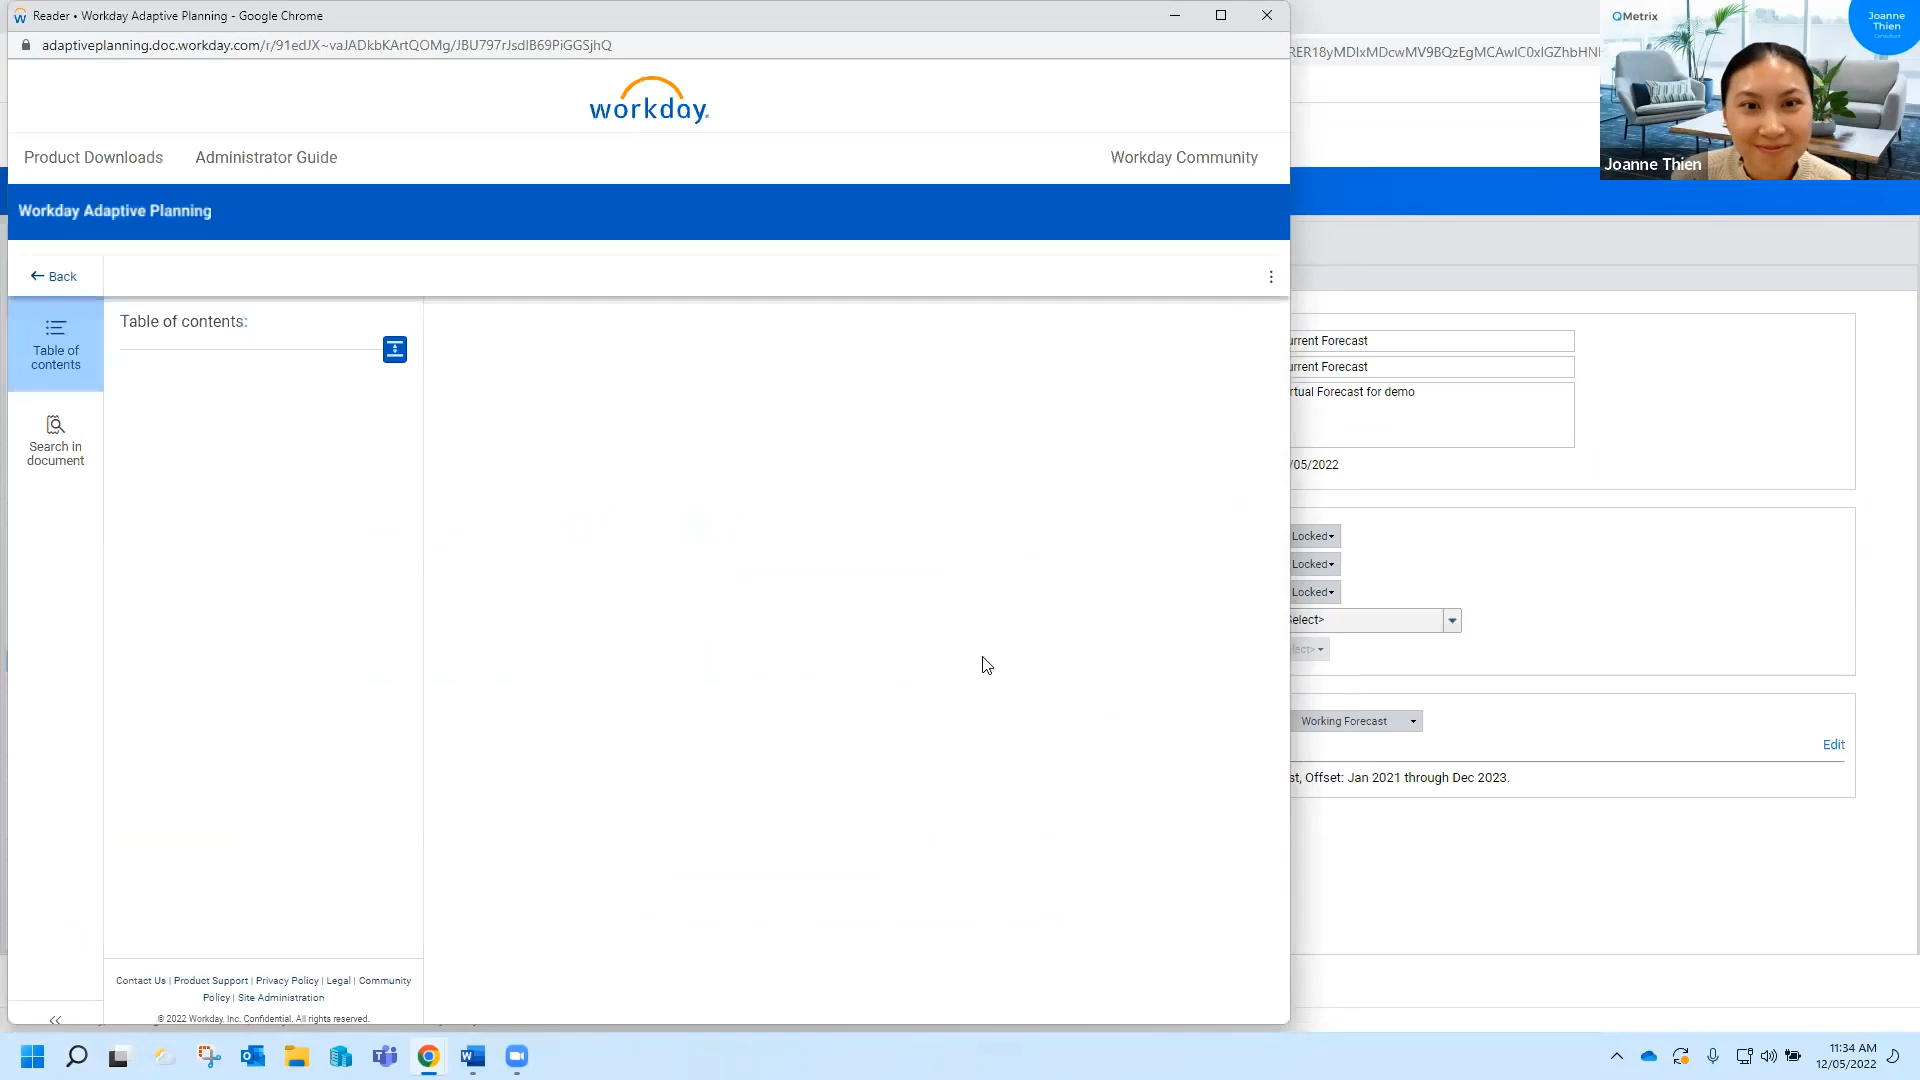 Reader • Workday Adaptive Planning - Google Chrome
adaptiveplanning.doc.workday.com/r/91edJX~vaJADkbKArtQOMg/JBU797rJsdlB69PiGGSjhQ
workday.
Product Downloads
Administrator Guide
Workday Community
Workday Adaptive Planning
Back
Table of contents
Search in document
Table of contents:
Contact Us | Product Support | Privacy Policy | Legal | Community
Policy | Site Administration
© 2022 Workday, Inc. Confidential. All rights reserved.
QMetrix
Joanne
Thien
Consultant
Joanne Thien
rrent Forecast
rrent Forecast
rtual Forecast for demo
/05/2022
Locked
Locked
Locked
Select>
lect>
Working Forecast
Edit
st, Offset: Jan 2021 through Dec 2023.
11:34 AM
12/05/2022